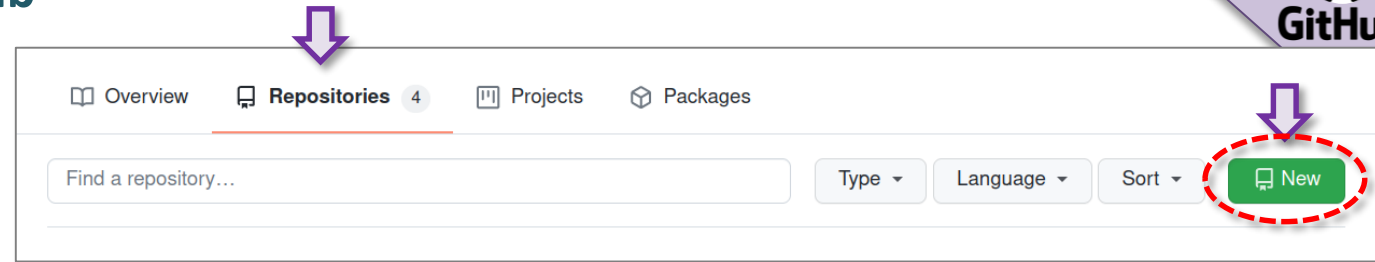 GitHu
Overview Repositories 4 Projects Packages
Find a repository... Type Language Sort New